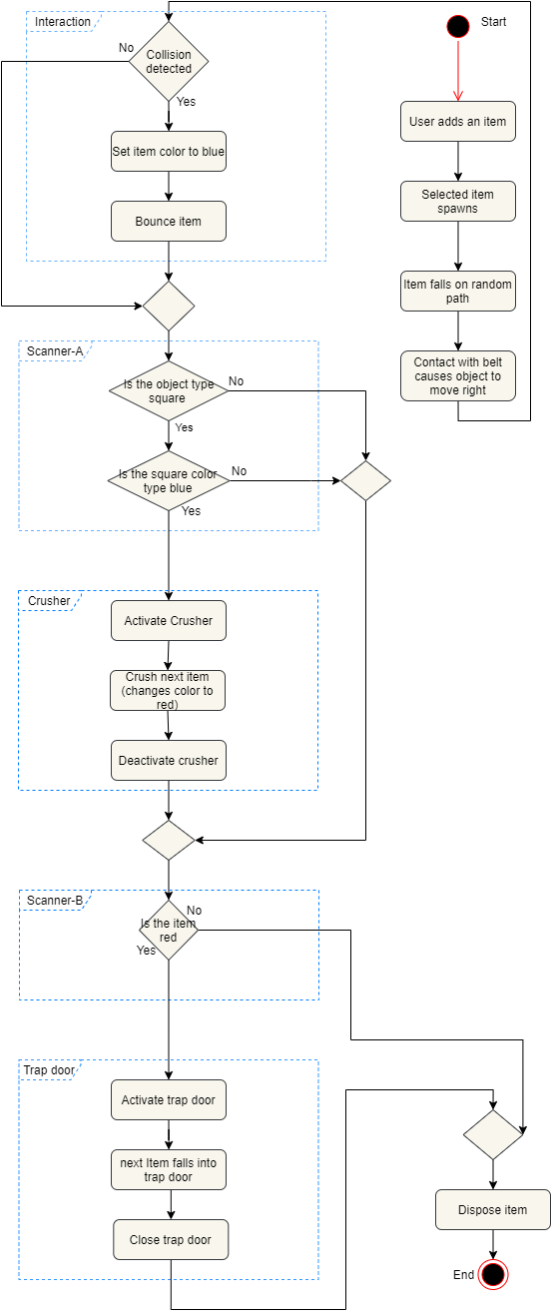 Interaction
Start
No
Collision
detected
Yes
User adds an item
Set item color to blue
Selected item
spawns
Bounce item
Item falls on random
path
Scanner-A
Contact with belt
causes object to
move right
No
Is the object type
square
Yes
No
Is the square color
type blue
Yes
Crusher
Activate Crusher
Crush next item
(changes color to
red)
Deactivate crusher
Scanner-B
No
Is the item
red
Yes
Trap door
Activate trap door
next Item falls into
trap door
Dispose item
Close trap door
End